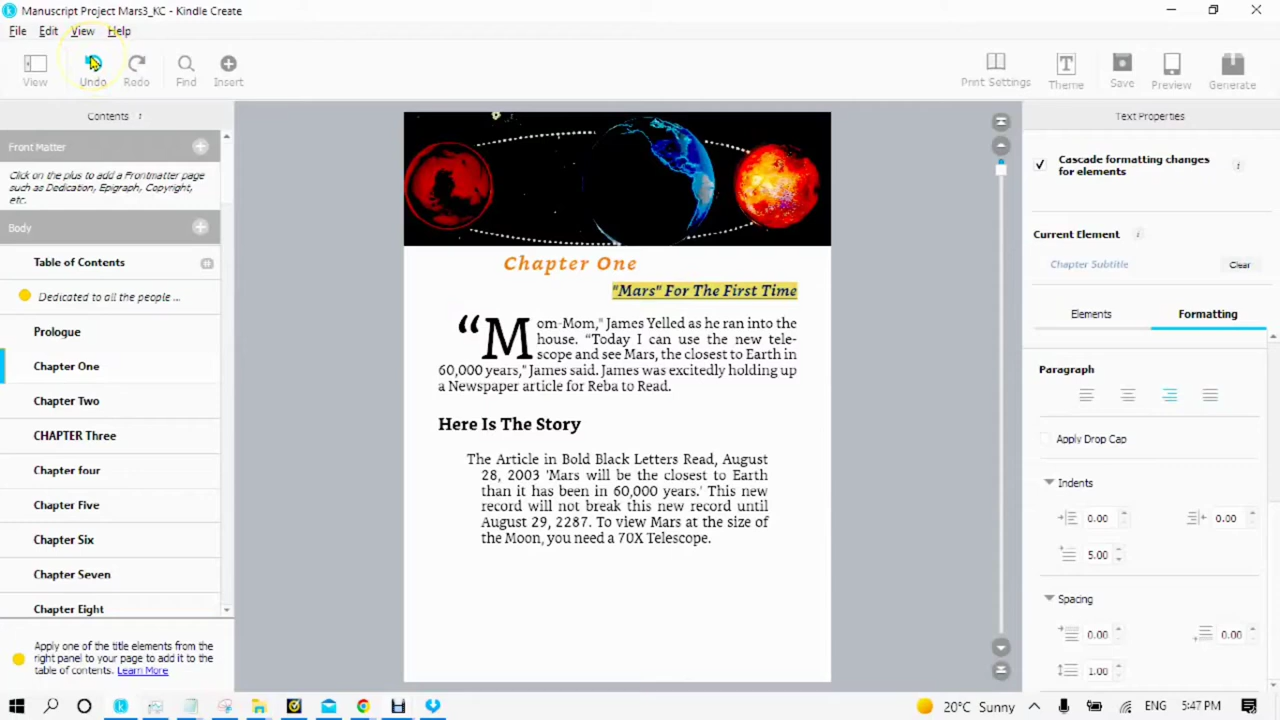 Manuscript Project Mars3_KC - Kindle Create
File Edit View Help
View Undo Redo Find Insert
Print Settings Theme Save Preview Generate
Contents
Front Matter
Click on the plus to add a Frontmatter page
such as Dedication, Epigraph, Copyright,
etc.
Body
Table of Contents
Dedicated to all the people ...
Prologue
Chapter One
Chapter Two
CHAPTER Three
Chapter four
Chapter Five
Chapter Six
Chapter Seven
Chapter Eight
Apply one of the title elements from the
right panel to your page to add it to the
table of contents. Learn More
Chapter One
"Mars" For The First Time
“Mom-Mom," James Yelled as he ran into the
house. "Today I can use the new tele-
scope and see Mars, the closest to Earth in
60,000 years," James said. James was excitedly holding up
a Newspaper article for Reba to Read.
Here Is The Story
The Article in Bold Black Letters Read, August
28, 2003 'Mars will be the closest to Earth
than it has been in 60,000 years.' This new
record will not break this new record until
August 29, 2287. To view Mars at the size of
the Moon, you need a 70X Telescope.
Text Properties
Cascade formatting changes
for elements
Current Element
Chapter Subtitle Clear
Elements Formatting
Paragraph
Apply Drop Cap
Indents
0.00 0.00
5.00
Spacing
0.00 0.00
1.00
20°C Sunny ENG 5:47 PM